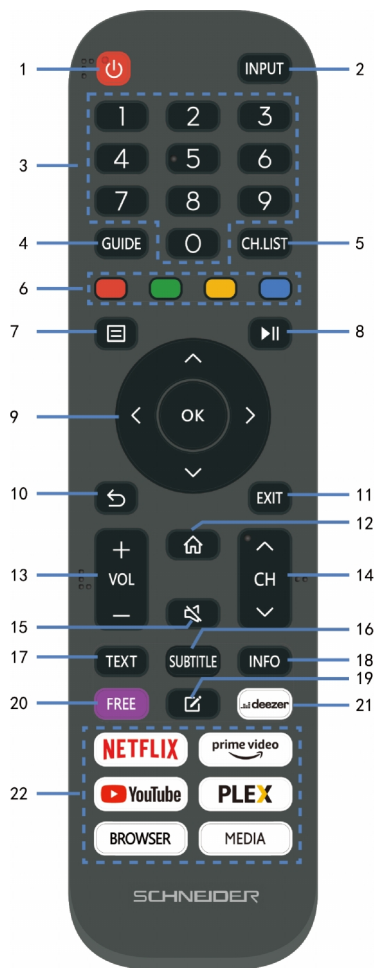 1 INPUT 2
1 2 3
3
4 5 6
7 8 9
4 GUIDE 0 CH.LIST 5
6
7 8
9 OK
10 EXIT 11
12
+
13 VOL CH 14
−
15
16
17 TEXT SUBTITLE INFO 18
19
20 FREE deezer 21
NETFLIX prime video
22 YouTube PLEX
BROWSER MEDIA
SCHNEIDER